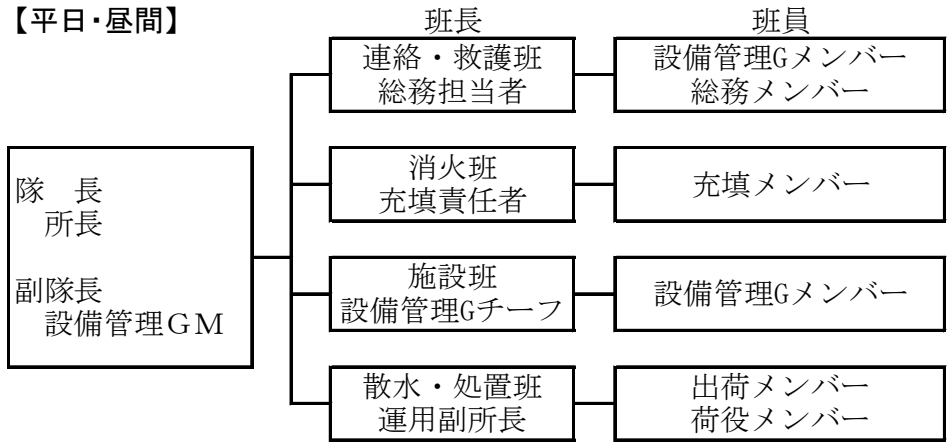 【平日・昼間】
班長
班員
連絡・救護班
総務担当者
設備管理Gメンバー
総務メンバー
隊　長
所長
副隊長
設備管理ＧＭ
消火班
充填責任者
充填メンバー
施設班
設備管理Gチーフ
設備管理Gメンバー
散水・処置班
運用副所長
出荷メンバー
荷役メンバー